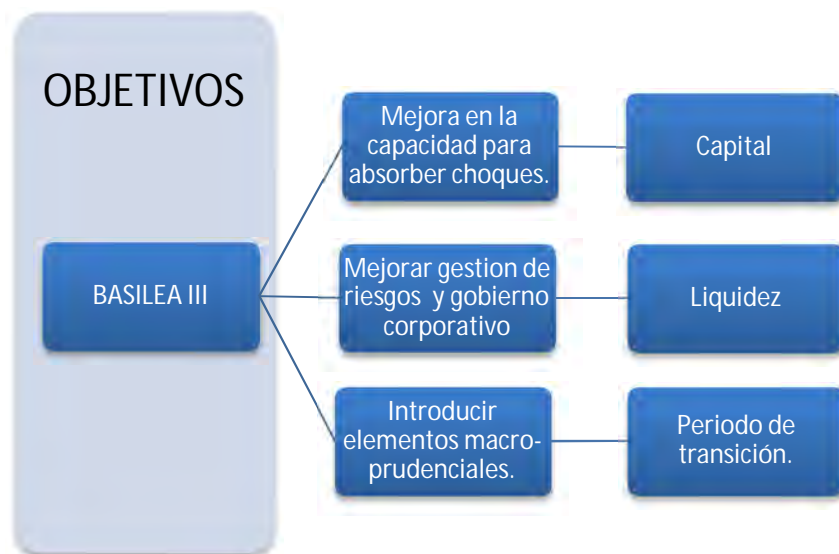 OBJETIVOS
BASILEA III
Mejora en la
capacidad para
absorber choques.
Capital
Mejorar gestion de
riesgos y gobierno
corporativo
Liquidez
Introducir
elementos macro-
prudenciales.
Periodo de
transición.